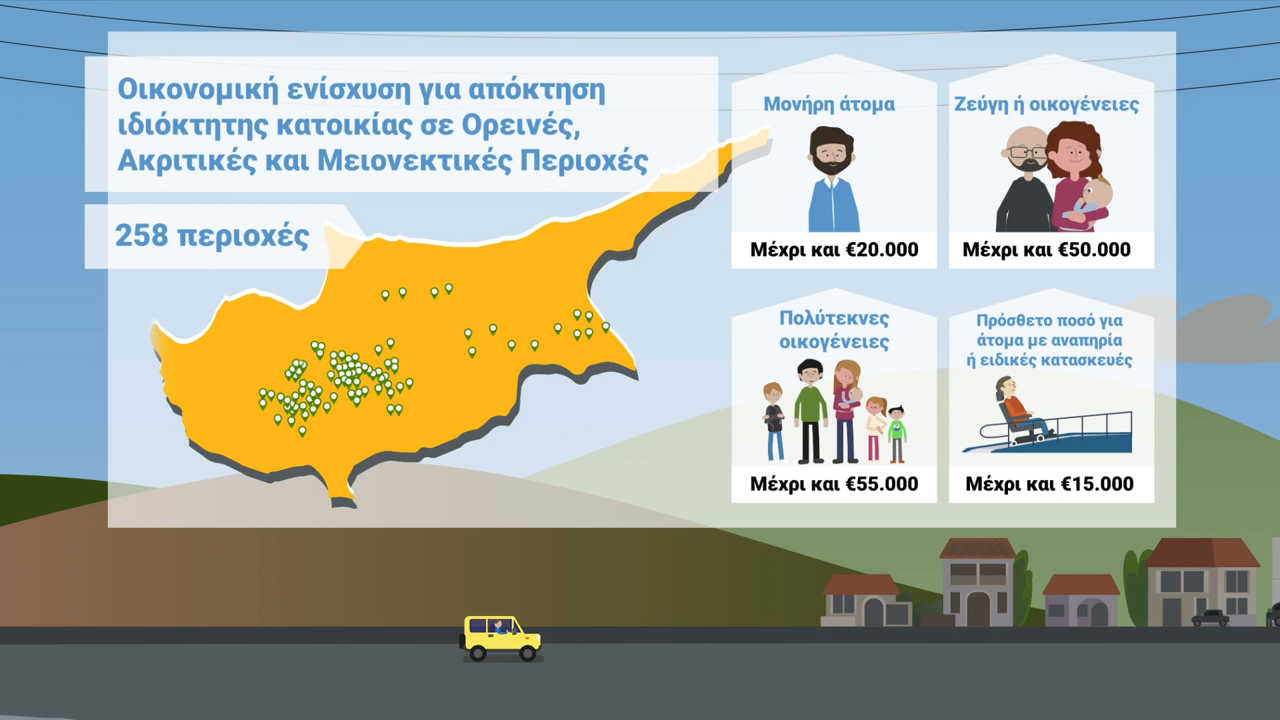 Οικονομική ενίσχυση για απόκτηση
ιδιόκτητης κατοικίας σε Ορεινές,
Ακριτικές και Μειονεκτικές Περιοχές
258 περιοχές
Μονήρη άτομα
Μέχρι και €20.000
Ζεύγη ή οικογένειες
Μέχρι και €50.000
Πολύτεκνες
οικογένειες
Μέχρι και €55.000
Πρόσθετο ποσό για
άτομα με αναπηρία
ή ειδικές κατασκευές
Μέχρι και €15.000